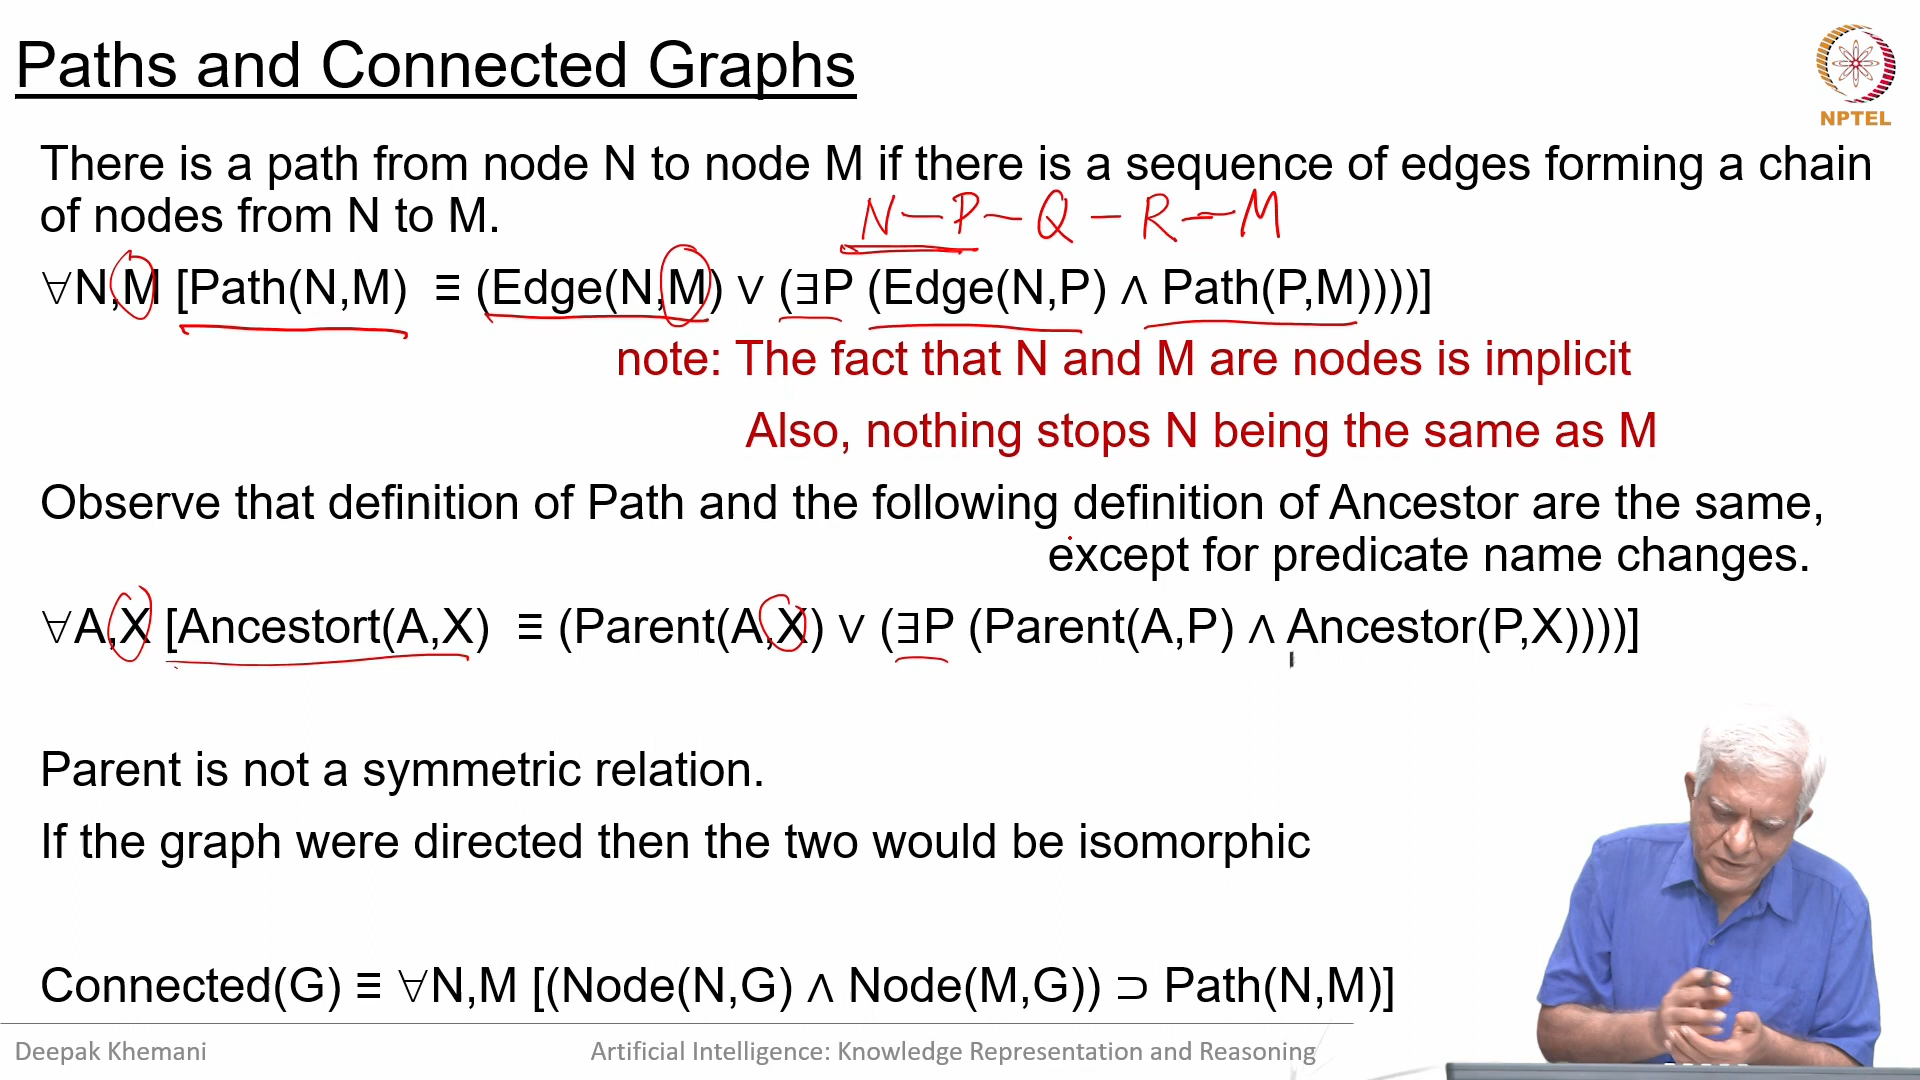 Paths and Connected Graphs
NPTEL
There is a path from node N to node M if there is a sequence of edges forming a chain
of nodes from N to M.
N – P – Q – R – M
∀N,M [Path(N,M) ≡ (Edge(N,M) ∨ (∃P (Edge(N,P) ∧ Path(P,M))))]
note: The fact that N and M are nodes is implicit
Also, nothing stops N being the same as M
Observe that definition of Path and the following definition of Ancestor are the same,
except for predicate name changes.
∀A,X [Ancestort(A,X) ≡ (Parent(A,X) ∨ (∃P (Parent(A,P) ∧ Ancestor(P,X))))]
Parent is not a symmetric relation.
If the graph were directed then the two would be isomorphic
Connected(G) ≡ ∀N,M [(Node(N,G) ∧ Node(M,G)) ⊃ Path(N,M)]
Deepak Khemani
Artificial Intelligence: Knowledge Representation and Reasoning